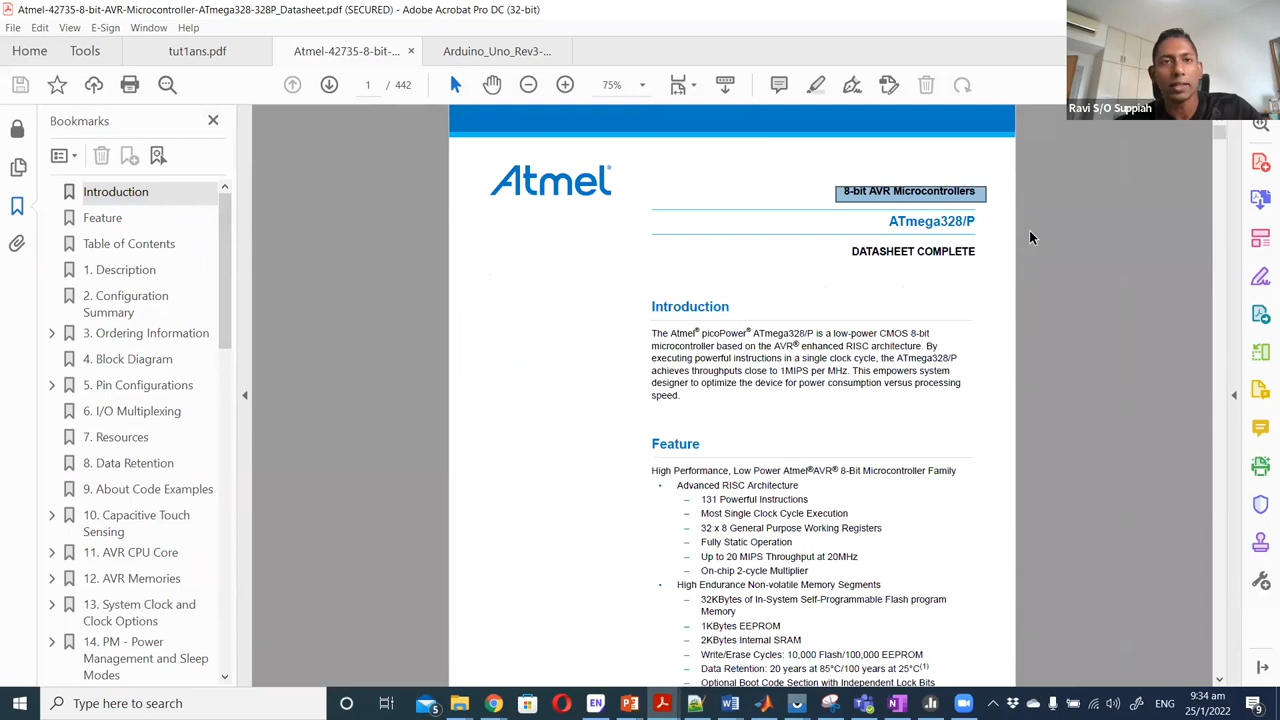 Atmel-42735-8-bit-AVR-Microcontroller-ATmega328-328P_Datasheet.pdf (SECURED) - Adobe Acrobat Pro DC (32-bit)
File Edit View E-Sign Window Help
Home Tools tut1ans.pdf Atmel-42735-8-bit-... × Arduino_Uno_Rev3-...
1 / 442 75%
Ravi S/O Suppiah
Bookmarks
Introduction
Feature
Table of Contents
1. Description
2. Configuration
Summary
3. Ordering Information
4. Block Diagram
5. Pin Configurations
6. I/O Multiplexing
7. Resources
8. Data Retention
9. About Code Examples
10. Capacitive Touch
Sensing
11. AVR CPU Core
12. AVR Memories
13. System Clock and
Clock Options
14. PM - Power
Management and Sleep
Modes
Atmel®
8-bit AVR Microcontrollers
ATmega328/P
DATASHEET COMPLETE
Introduction
The Atmel® picoPower® ATmega328/P is a low-power CMOS 8-bit
microcontroller based on the AVR® enhanced RISC architecture. By
executing powerful instructions in a single clock cycle, the ATmega328/P
achieves throughputs close to 1MIPS per MHz. This empowers system
designer to optimize the device for power consumption versus processing
speed.
Feature
High Performance, Low Power Atmel®AVR® 8-Bit Microcontroller Family
• Advanced RISC Architecture
– 131 Powerful Instructions
– Most Single Clock Cycle Execution
– 32 x 8 General Purpose Working Registers
– Fully Static Operation
– Up to 20 MIPS Throughput at 20MHz
– On-chip 2-cycle Multiplier
• High Endurance Non-volatile Memory Segments
– 32KBytes of In-System Self-Programmable Flash program
Memory
– 1KBytes EEPROM
– 2KBytes Internal SRAM
– Write/Erase Cycles: 10,000 Flash/100,000 EEPROM
– Data Retention: 20 years at 85°C/100 years at 25°C(1)
– Optional Boot Code Section with Independent Lock Bits
Type here to search
5
EN
ENG
9:34 am
25/1/2022
9